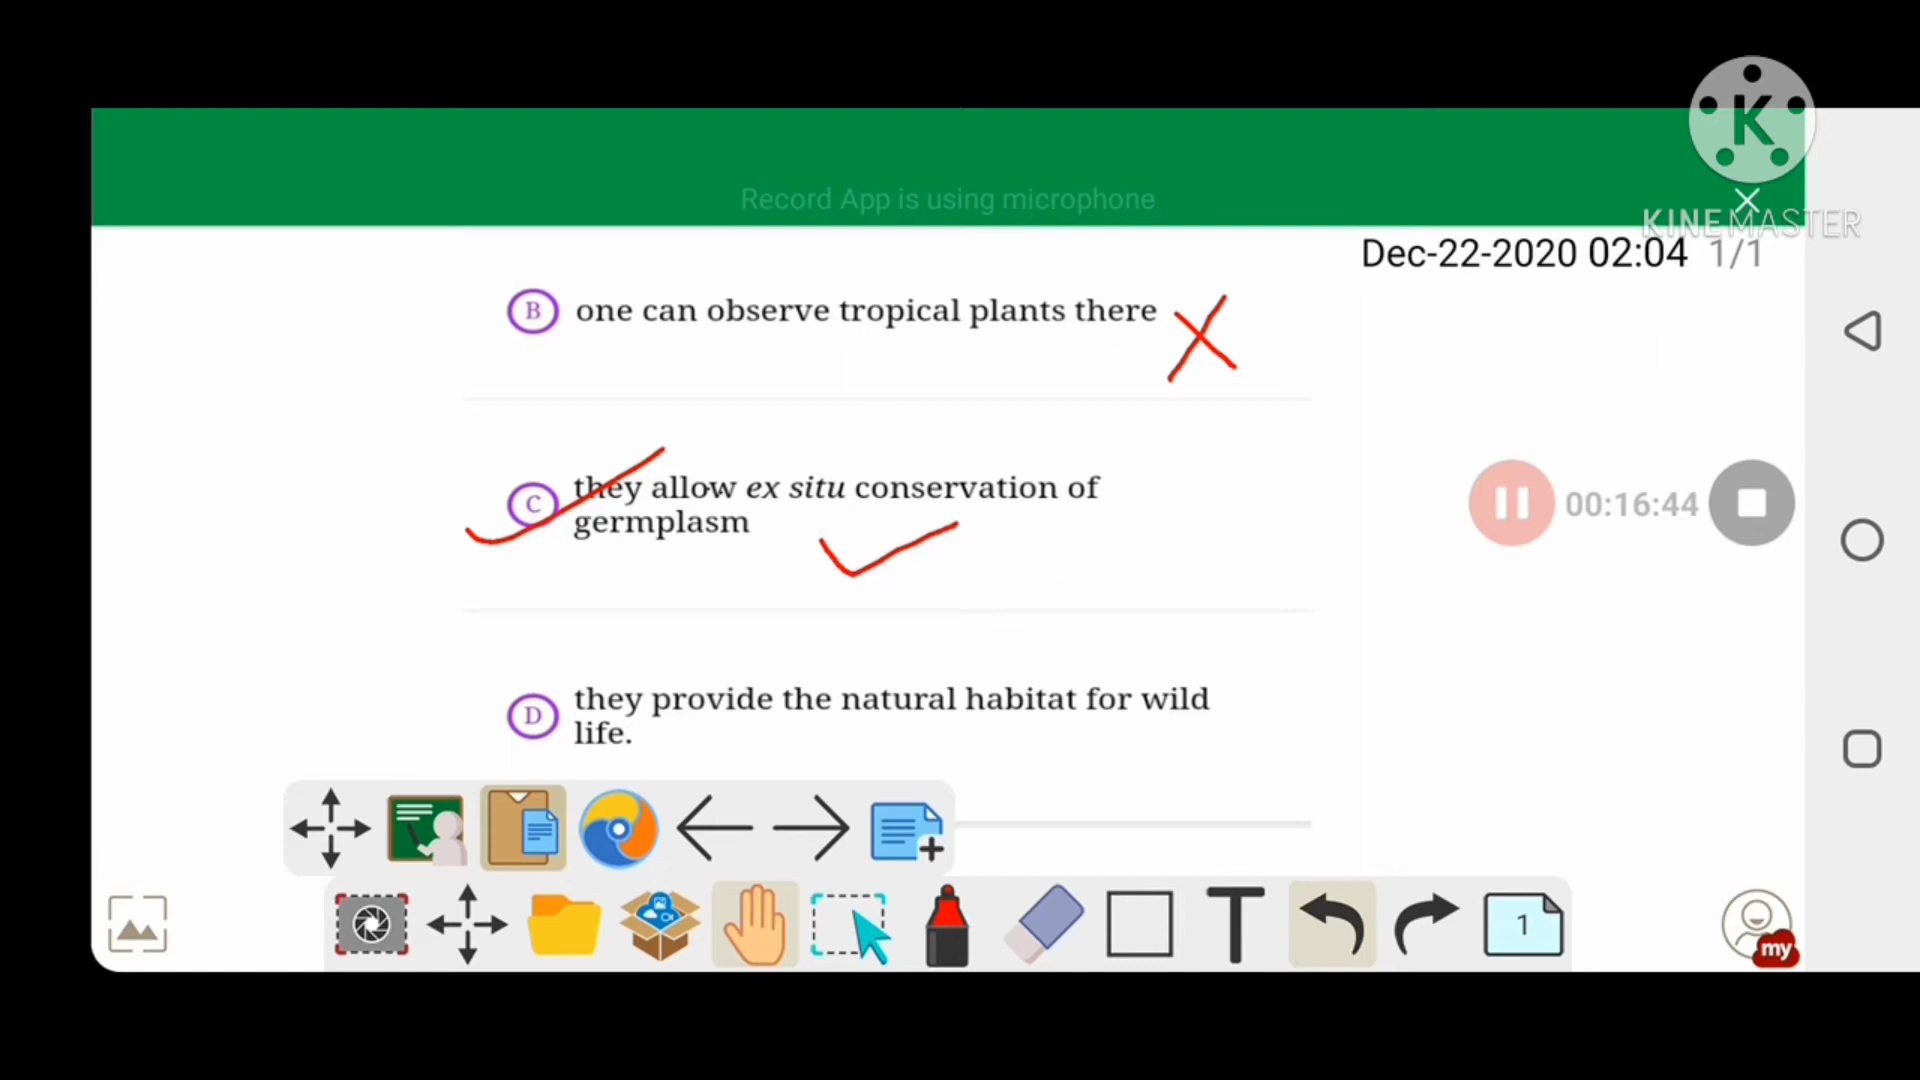 K
Record App is using microphone
KINEMASTER
Dec-22-2020 02:04 1/1
B one can observe tropical plants there
C they allow ex situ conservation of
germplasm
00:16:44
D they provide the natural habitat for wild
life.
T
1
my